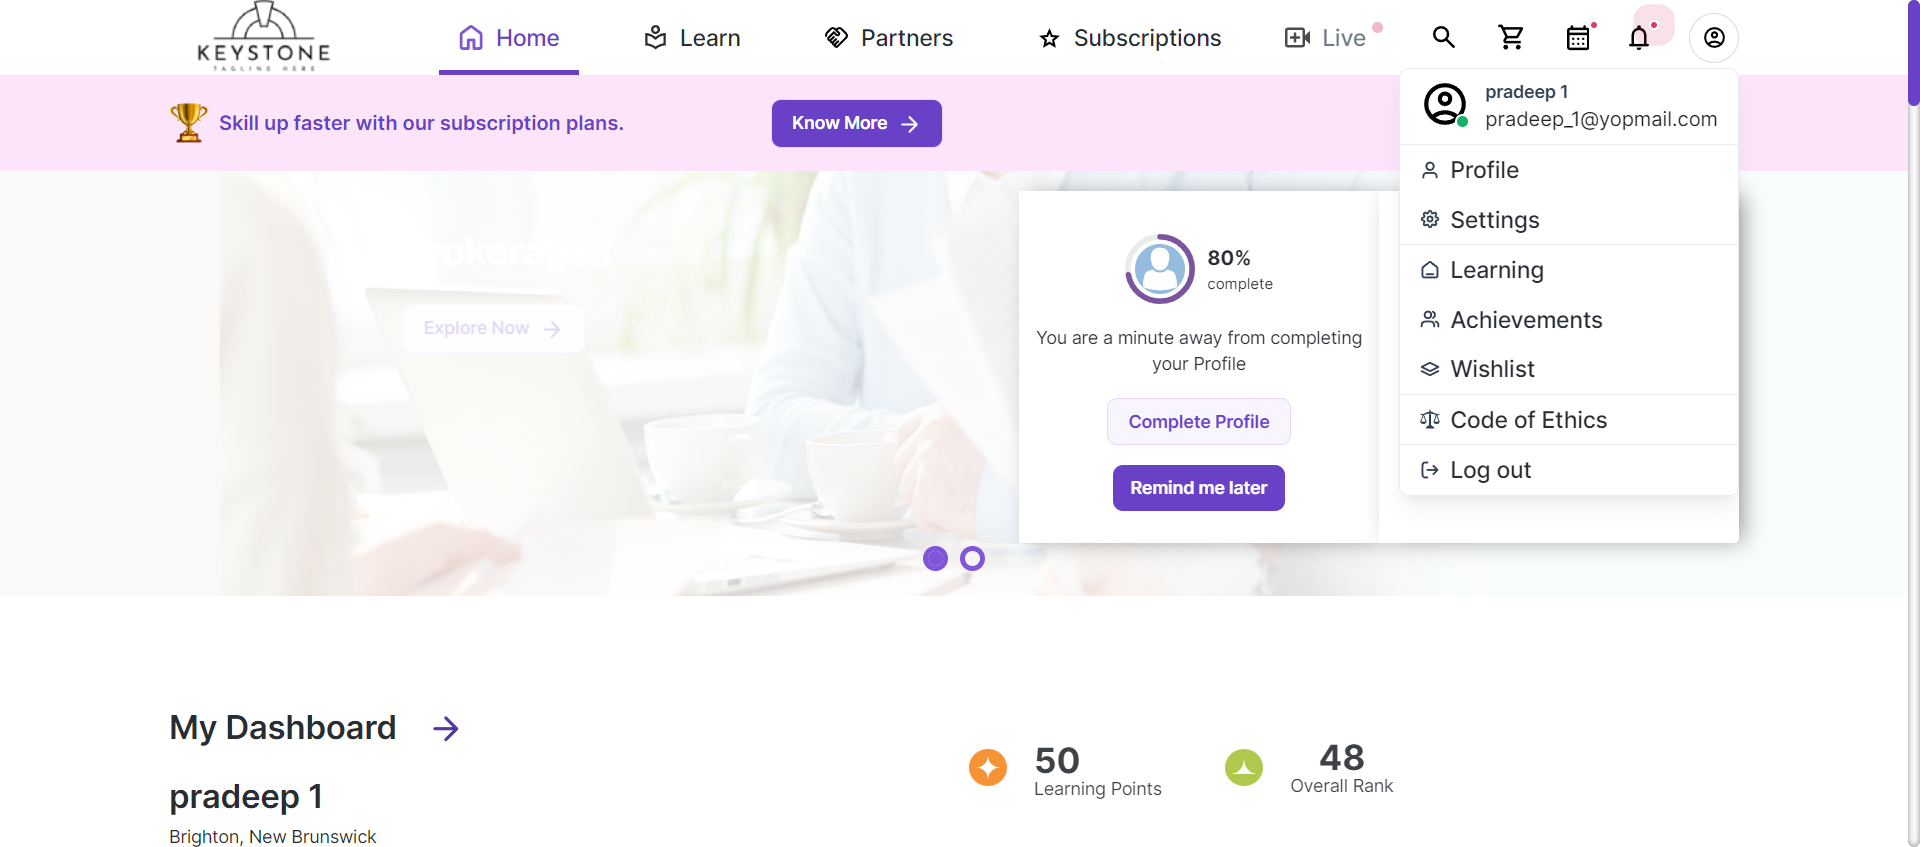 KEYSTONE
TAGLINE HERE
Home
Learn
Partners
Subscriptions
Live
pradeep 1
pradeep_1@yopmail.com
Skill up faster with our subscription plans.
Know More
Profile
Settings
Learning
Achievements
Wishlist
Code of Ethics
Log out
Explore Now
80%
complete
You are a minute away from completing
your Profile
Complete Profile
Remind me later
My Dashboard
pradeep 1
Brighton, New Brunswick
50
Learning Points
48
Overall Rank